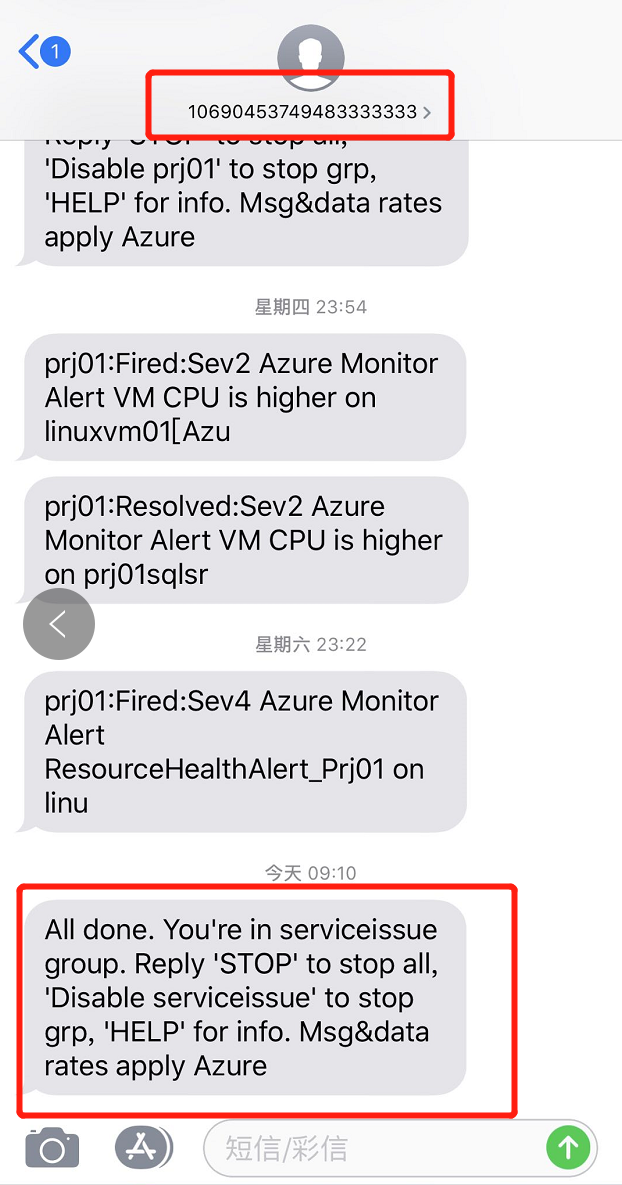 1
10690453749483333333
Reply 'STOP' to stop all,
'Disable prj01' to stop grp,
'HELP' for info. Msg&data rates
apply Azure
星期四 23:54
prj01:Fired:Sev2 Azure Monitor
Alert VM CPU is higher on
linuxvm01[Azu
prj01:Resolved:Sev2 Azure
Monitor Alert VM CPU is higher
on prj01sqlsr
星期六 23:22
prj01:Fired:Sev4 Azure Monitor
Alert
ResourceHealthAlert_Prj01 on
linu
今天 09:10
All done. You're in serviceissue
group. Reply 'STOP' to stop all,
'Disable serviceissue' to stop
grp, 'HELP' for info. Msg&data
rates apply Azure
短信/彩信